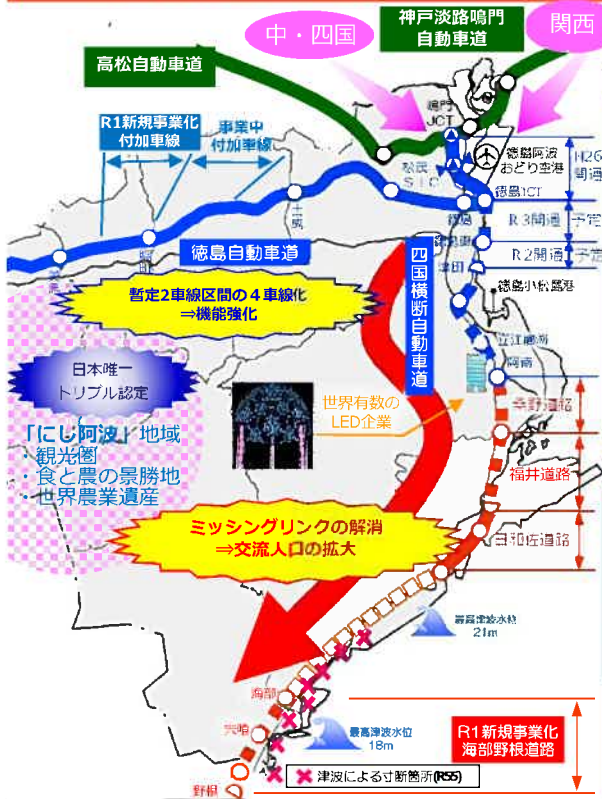 中・四国
神戸淡路鳴門
自動車道
関西
高松自動車道
鳴門
JCT
R1新規事業化
付加車線
事業中
付加車線
徳島阿波
おどり空港
H26
開通
松茂
SIC
徳島JCT
徳島
R3開通
予定
R2開通
予定
津田
徳島自動車道
四国横断自動車道
徳島小松島港
暫定2車線区間の4車線化
⇒機能強化
阿南
日本唯一
トリプル認定
世界有数の
LED企業
桑野道路
「にし阿波」地域
・観光圏
・食と農の景勝地
・世界農業遺産
福井道路
ミッシングリンクの解消
⇒交流人口の拡大
日和佐道路
最高津波水位
21m
海部
宍喰
最高津波水位
18m
R1新規事業化
海部野根道路
野根
津波による寸断箇所(R55)